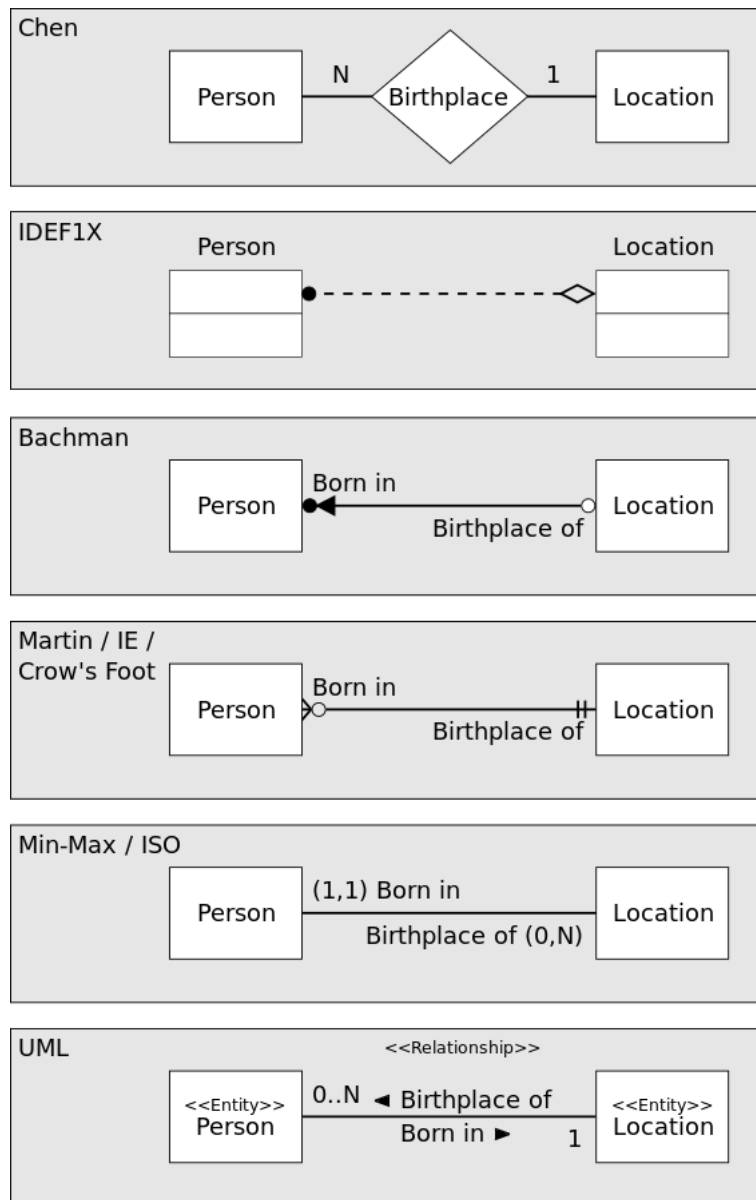 Chen
Person
N
Birthplace
1
Location
IDEF1X
Person
Location
Bachman
Person
Born in
Birthplace of
Location
Martin / IE /
Crow's Foot
Person
Born in
Birthplace of
Location
Min-Max / ISO
Person
(1,1) Born in
Birthplace of (0,N)
Location
UML
<<Relationship>>
<<Entity>>
Person
0..N ◄ Birthplace of
Born in ►
1
<<Entity>>
Location